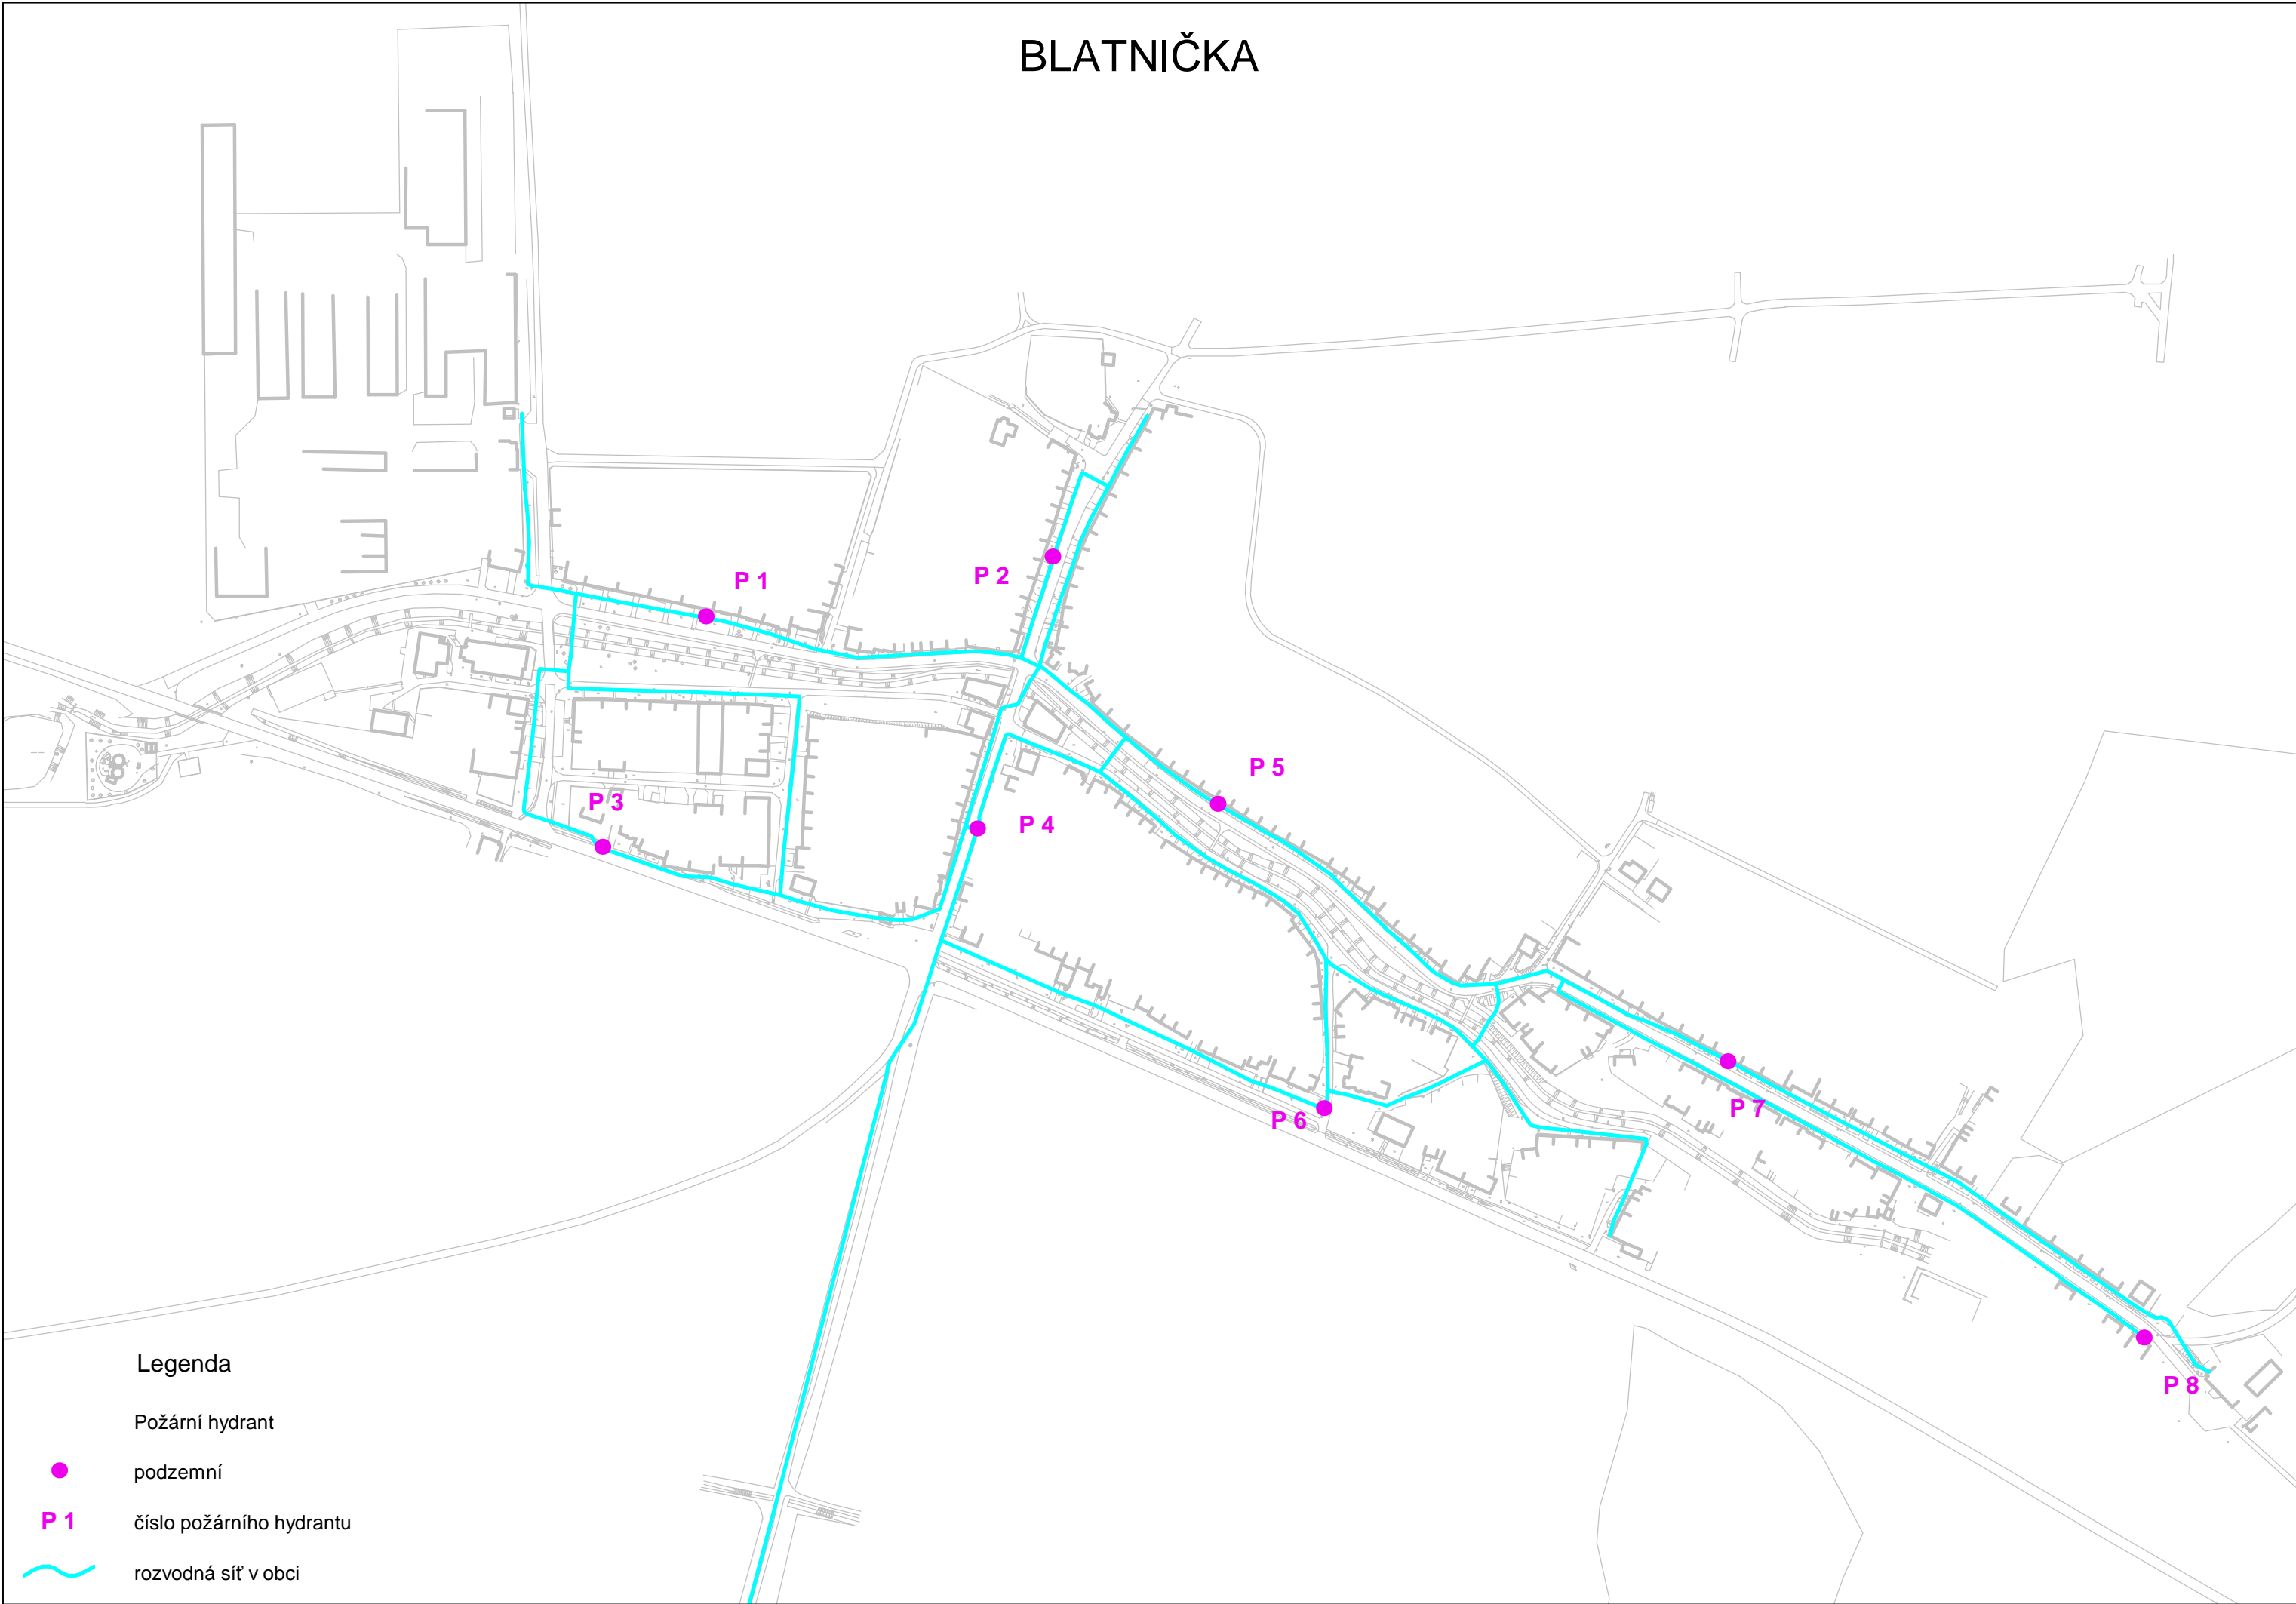 BLATNIČKA
P 1
P 2
P 5
P 3
P 4
P 7
P 6
P 8
Legenda
Požární hydrant
podzemní
P 1 číslo požárního hydrantu
rozvodná síť v obci